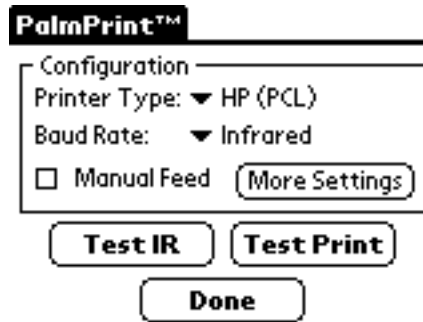 PalmPrint™
Configuration
Printer Type: HP (PCL)
Baud Rate: Infrared
Manual Feed More Settings
Test IR Test Print
Done